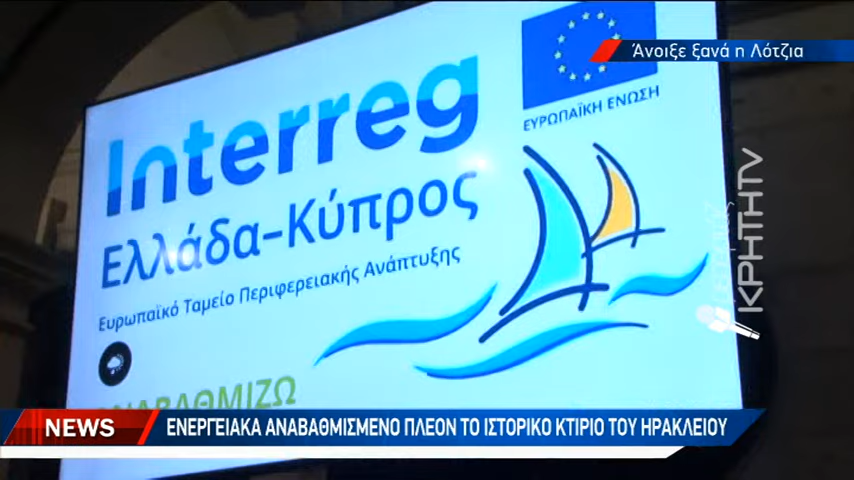 Άνοιξε ξανά η Λότζια
Interreg
ΕΥΡΩΠΑΪΚΗ ΕΝΩΣΗ
Ελλάδα-Κύπρος
Ευρωπαϊκό Ταμείο Περιφερειακής Ανάπτυξης
ΚΡΗΤΗTV
NEWS
ΕΝΕΡΓΕΙΑΚΑ ΑΝΑΒΑΘΜΙΣΜΕΝΟ ΠΛΕΟΝ ΤΟ ΙΣΤΟΡΙΚΟ ΚΤΙΡΙΟ ΤΟΥ ΗΡΑΚΛΕΙΟΥ